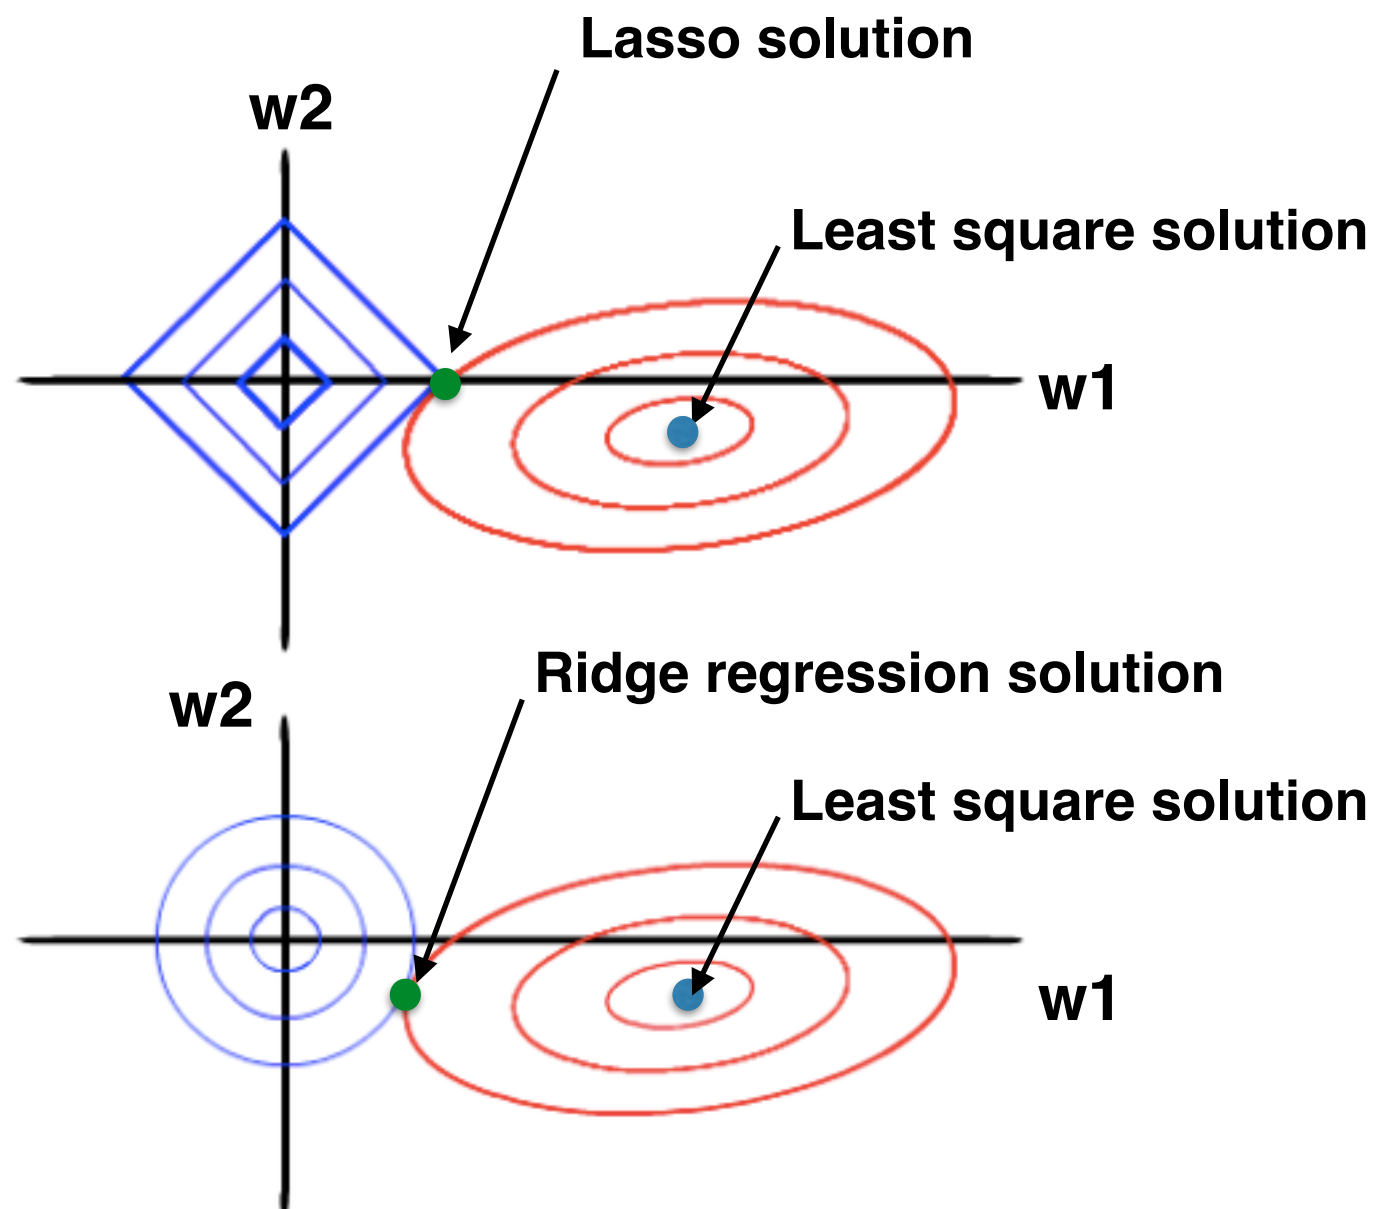 Lasso solution
w2
Least square solution
w1
Ridge regression solution
w2
Least square solution
w1